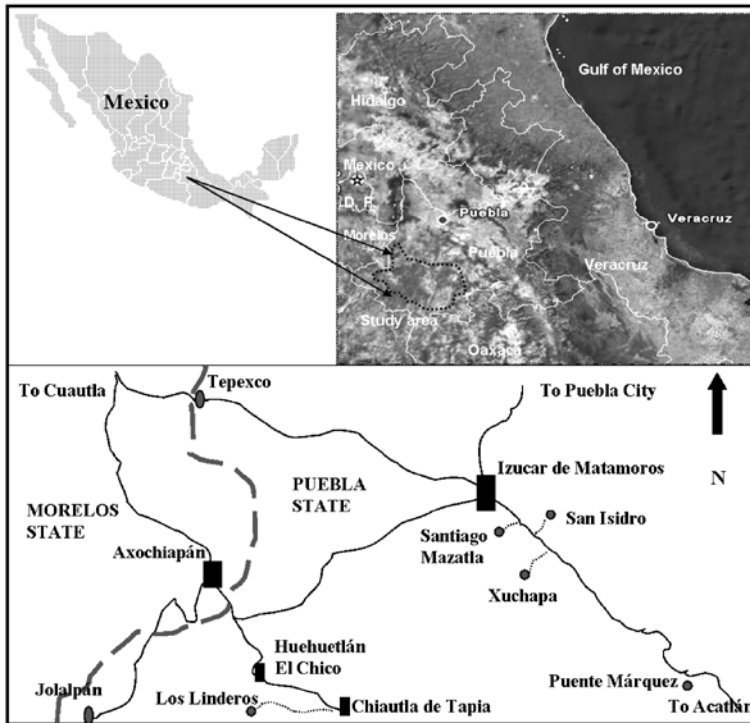 Mexico
Gulf of Mexico
Hidalgo
Mexico
D. F.
Puebla
Veracruz
Morelos
Puebla
Veracruz
Study area
Oaxaca
To Cuautla
Tepexco
To Puebla City
MORELOS
STATE
PUEBLA
STATE
Izucar de Matamoros
N
Santiago
Mazatla
San Isidro
Axochiapán
Xuchapa
Huehuetlán
El Chico
Jolalpán
Los Linderos
Chiautla de Tapia
Puente Márquez
To Acatlán